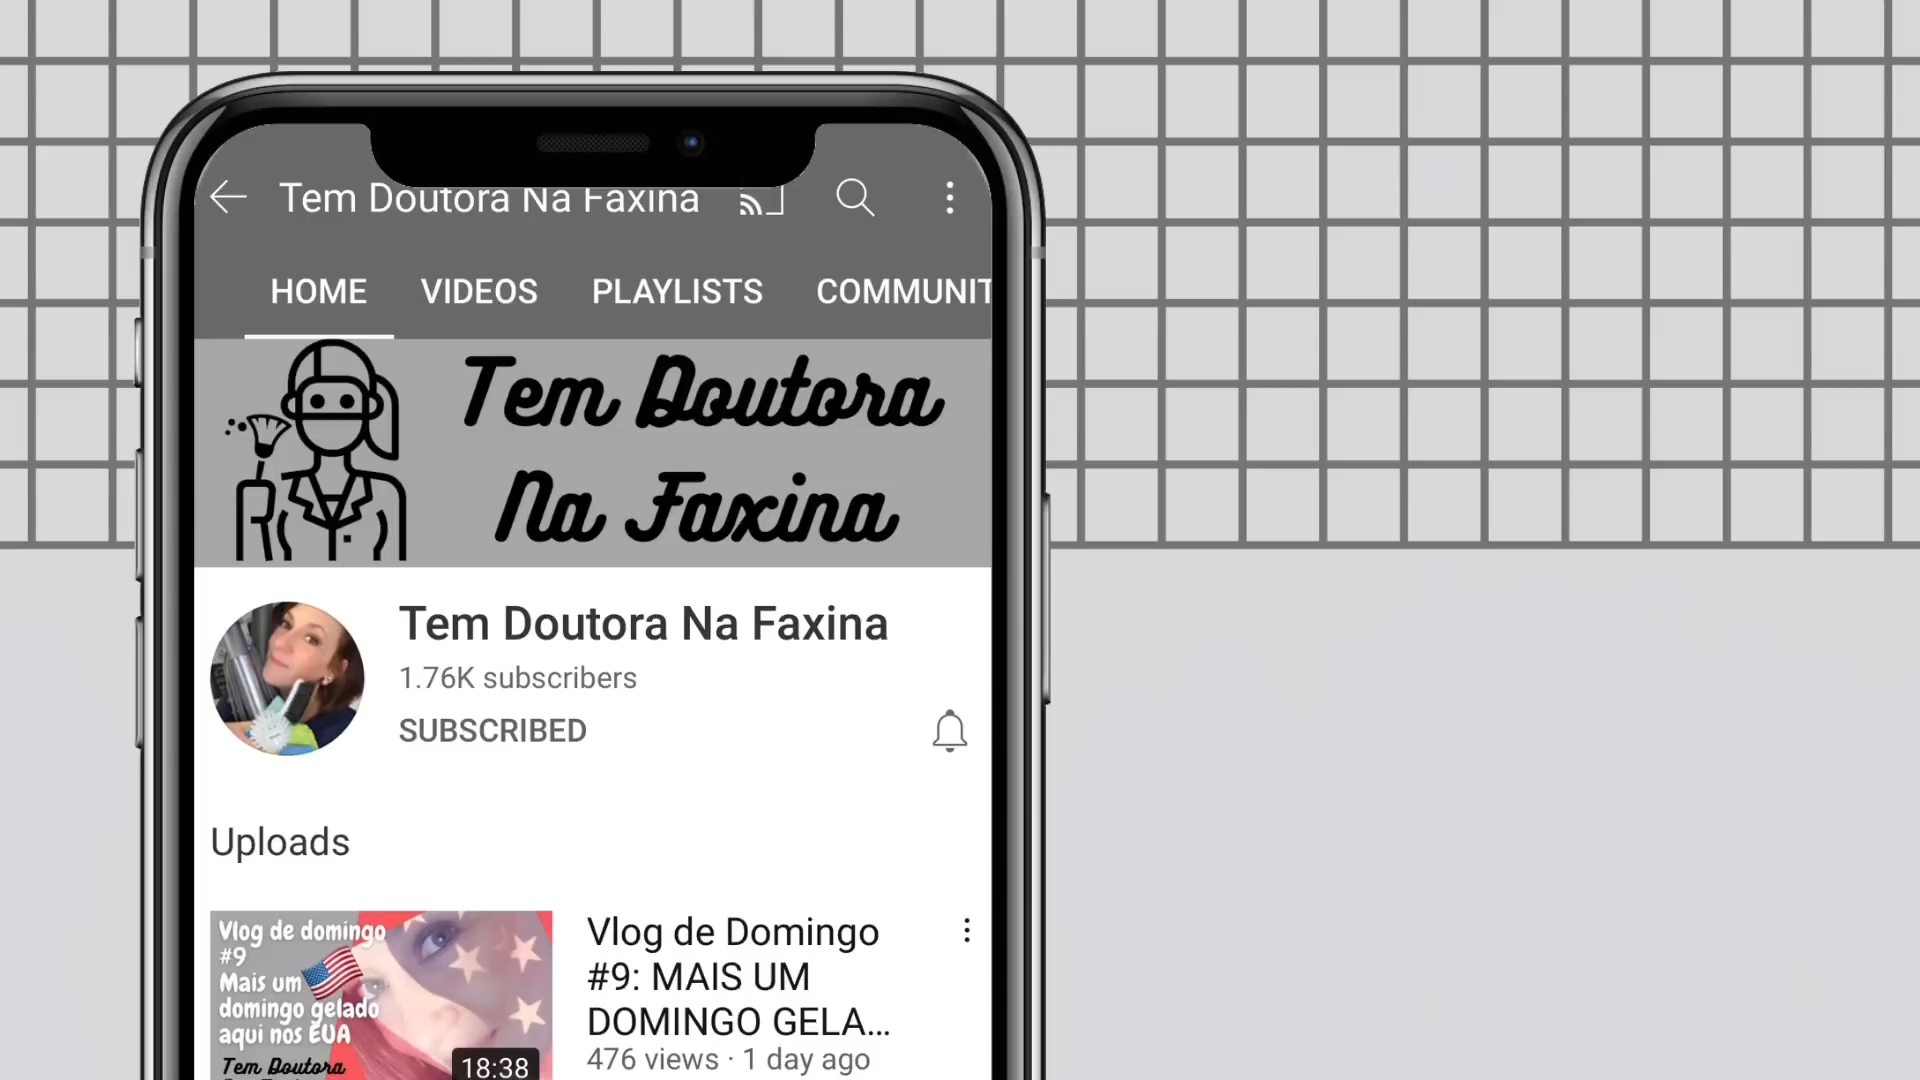 Tem Doutora Na Faxina
HOME VIDEOS PLAYLISTS COMMUNIT
Tem Doutora
Na Faxina
Tem Doutora Na Faxina
1.76K subscribers
SUBSCRIBED
Uploads
Vlog de domingo
#9
Mais um
domingo gelado
aqui nos EUA
Tem Doutora
18:38
Vlog de Domingo
#9: MAIS UM
DOMINGO GELA...
476 views · 1 day ago